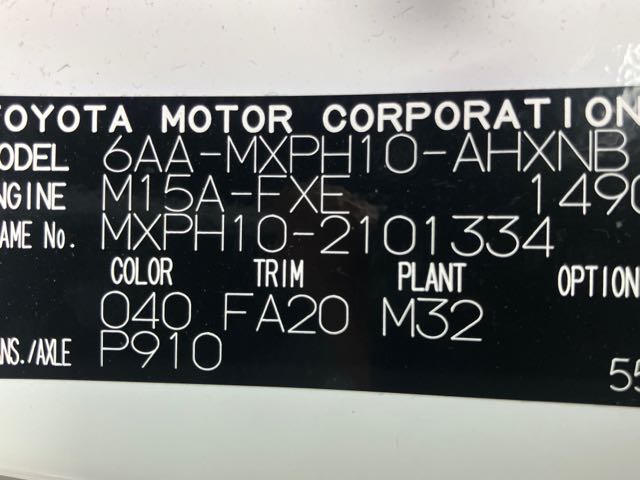 TOYOTA MOTOR CORPORATION
MODEL 6AA-MXPH10-AHXNB
ENGINE M15A-FXE 1490
FRAME No. MXPH10-2101334
COLOR TRIM PLANT OPTION
040 FA20 M32
TRANS./AXLE P910
55